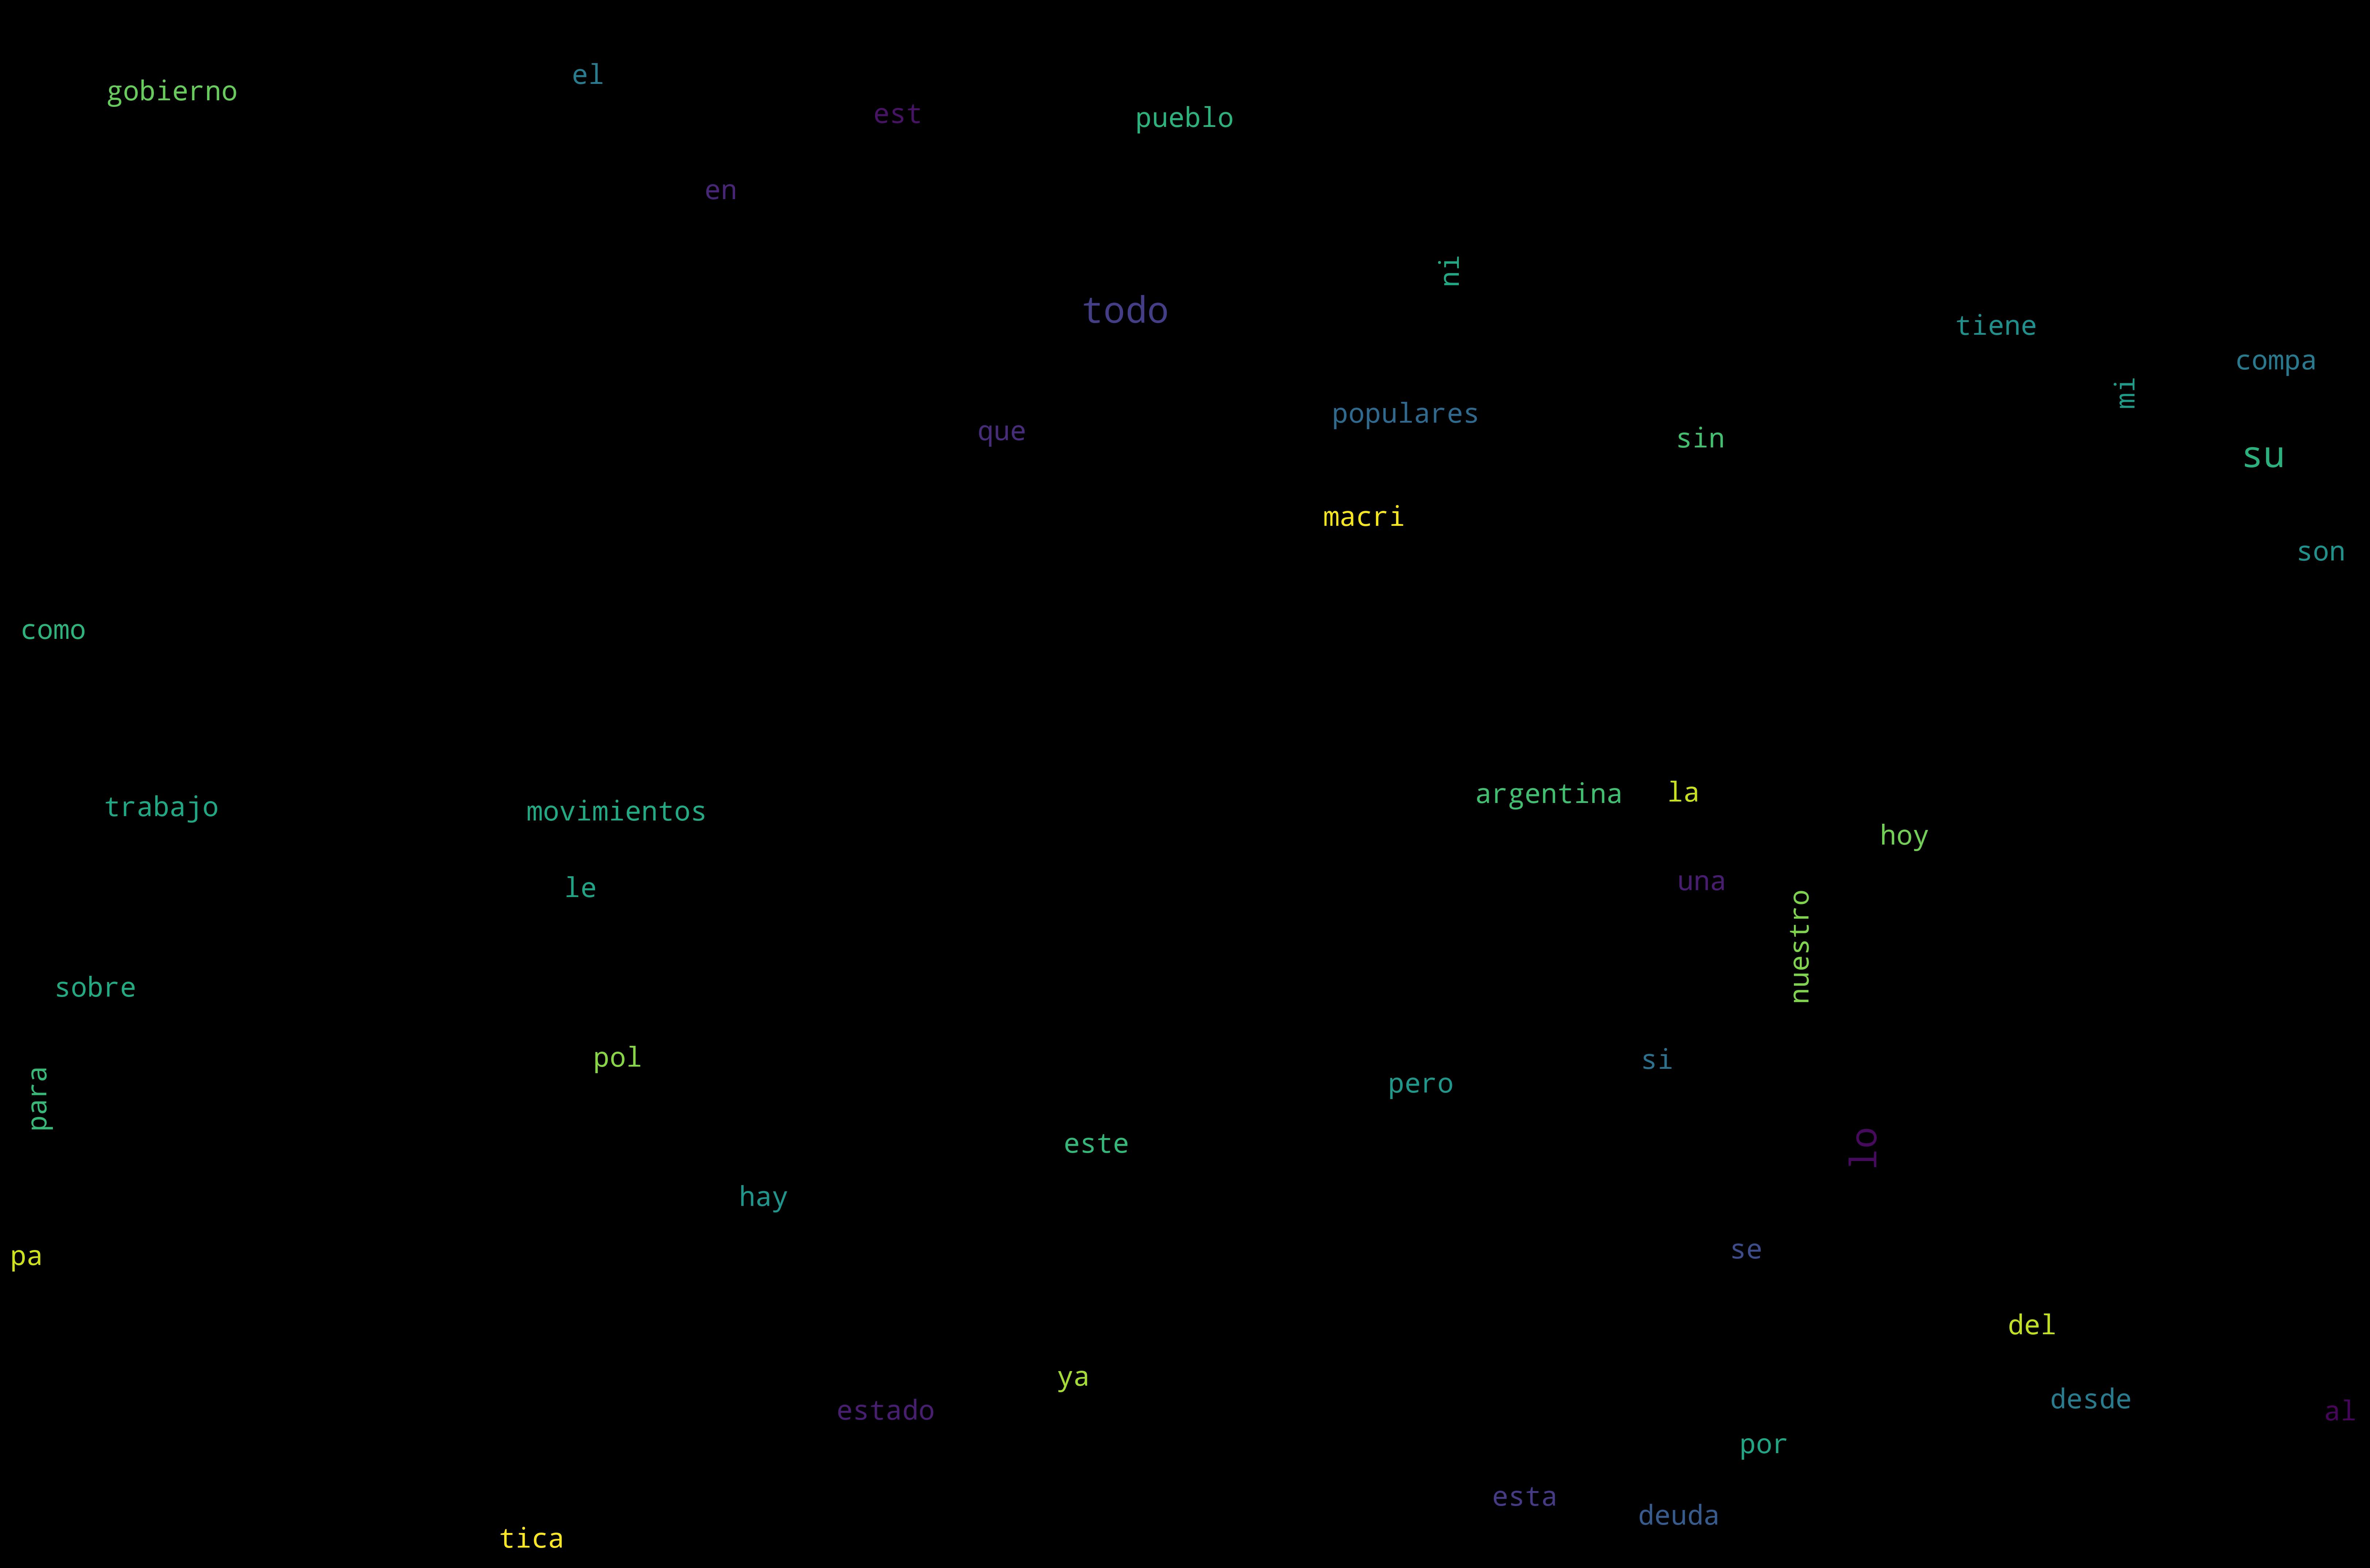 el
gobierno
est
pueblo
en
ni
todo
tiene
compa
mi
populares
que
sin
su
macri
son
como
argentina
la
trabajo
movimientos
hoy
una
le
nuestro
sobre
pol
si
pero
para
este
lo
hay
se
pa
del
ya
desde
estado
al
por
esta
deuda
tica